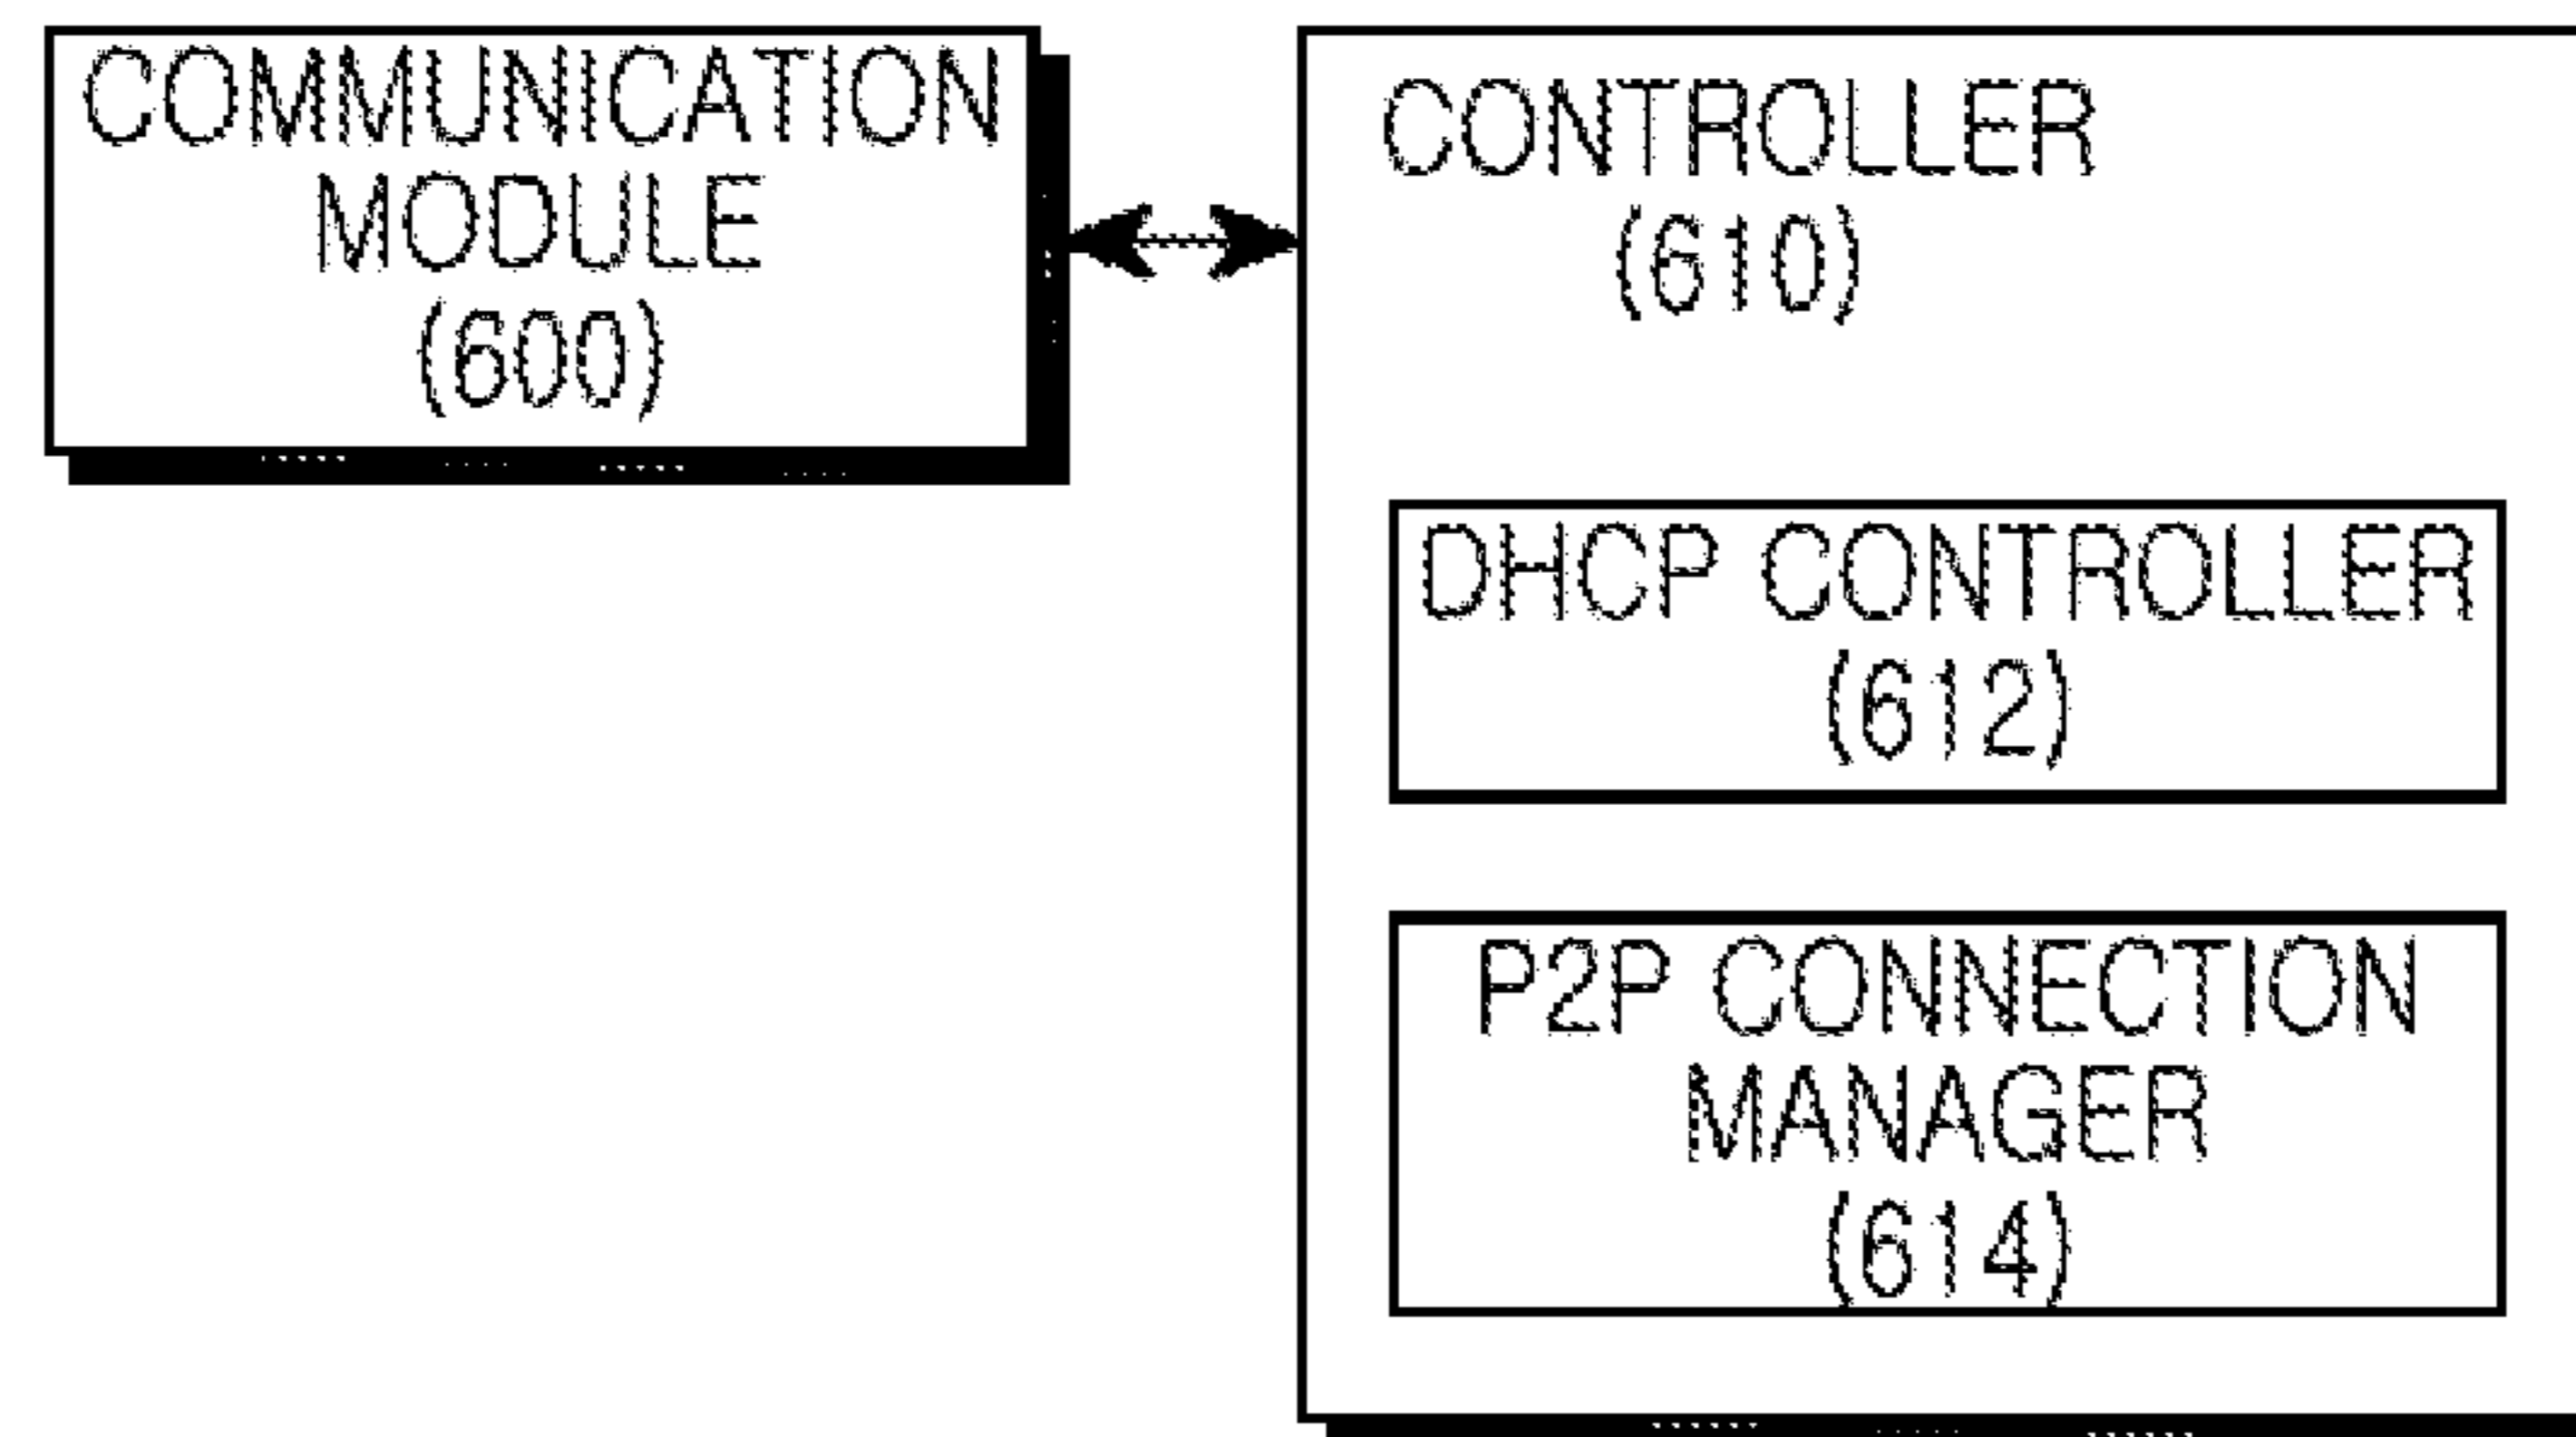 COMMUNICATION
MODULE
(600)
CONTROLLER
(610)
DHCP CONTROLLER
(612)
P2P CONNECTION
MANAGER
(614)